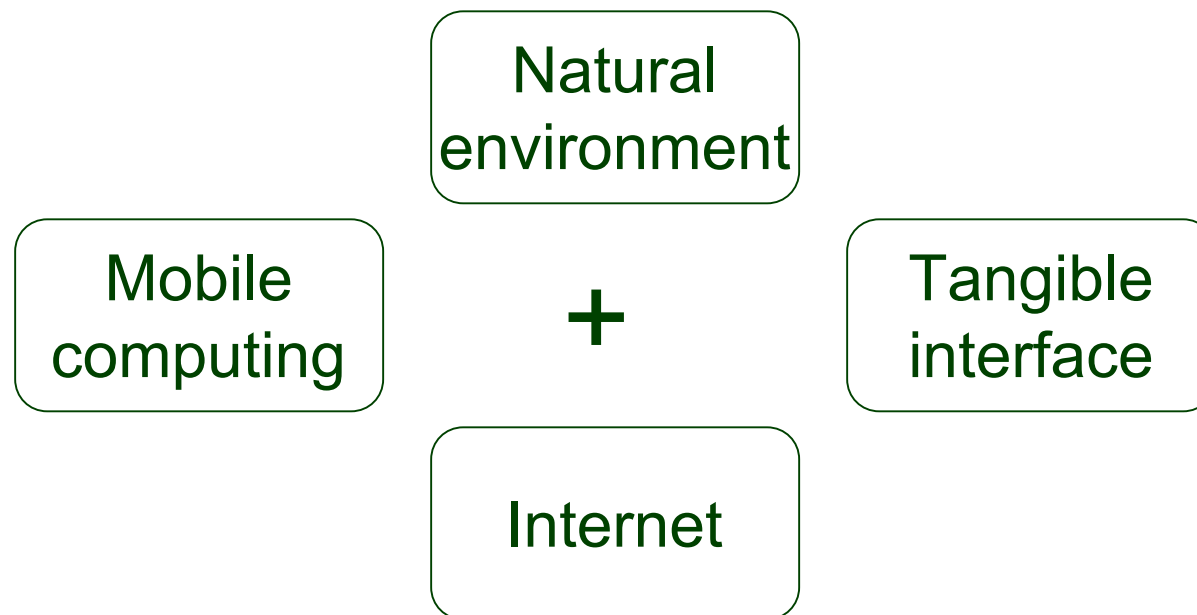 Natural
environment
Mobile
computing
+
Tangible
interface
Internet